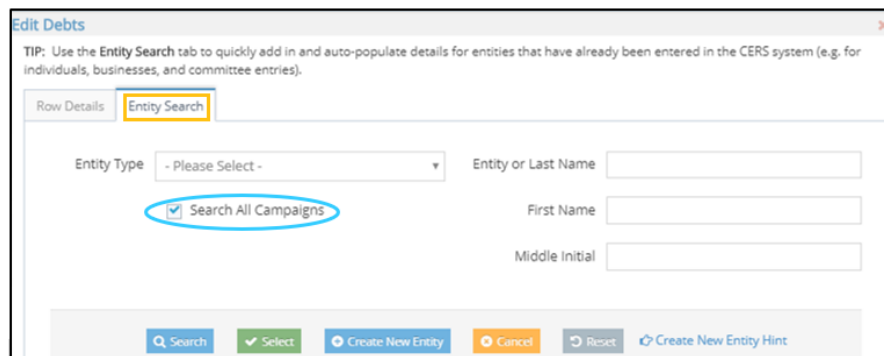 Edit Debts
TIP: Use the Entity Search tab to quickly add in and auto-populate details for entities that have already been entered in the CERS system (e.g. for
individuals, businesses, and committee entries).
Row Details Entity Search
Entity Type - Please Select - Entity or Last Name
Search All Campaigns First Name
Middle Initial
Search Select Create New Entity Cancel Reset Create New Entity Hint